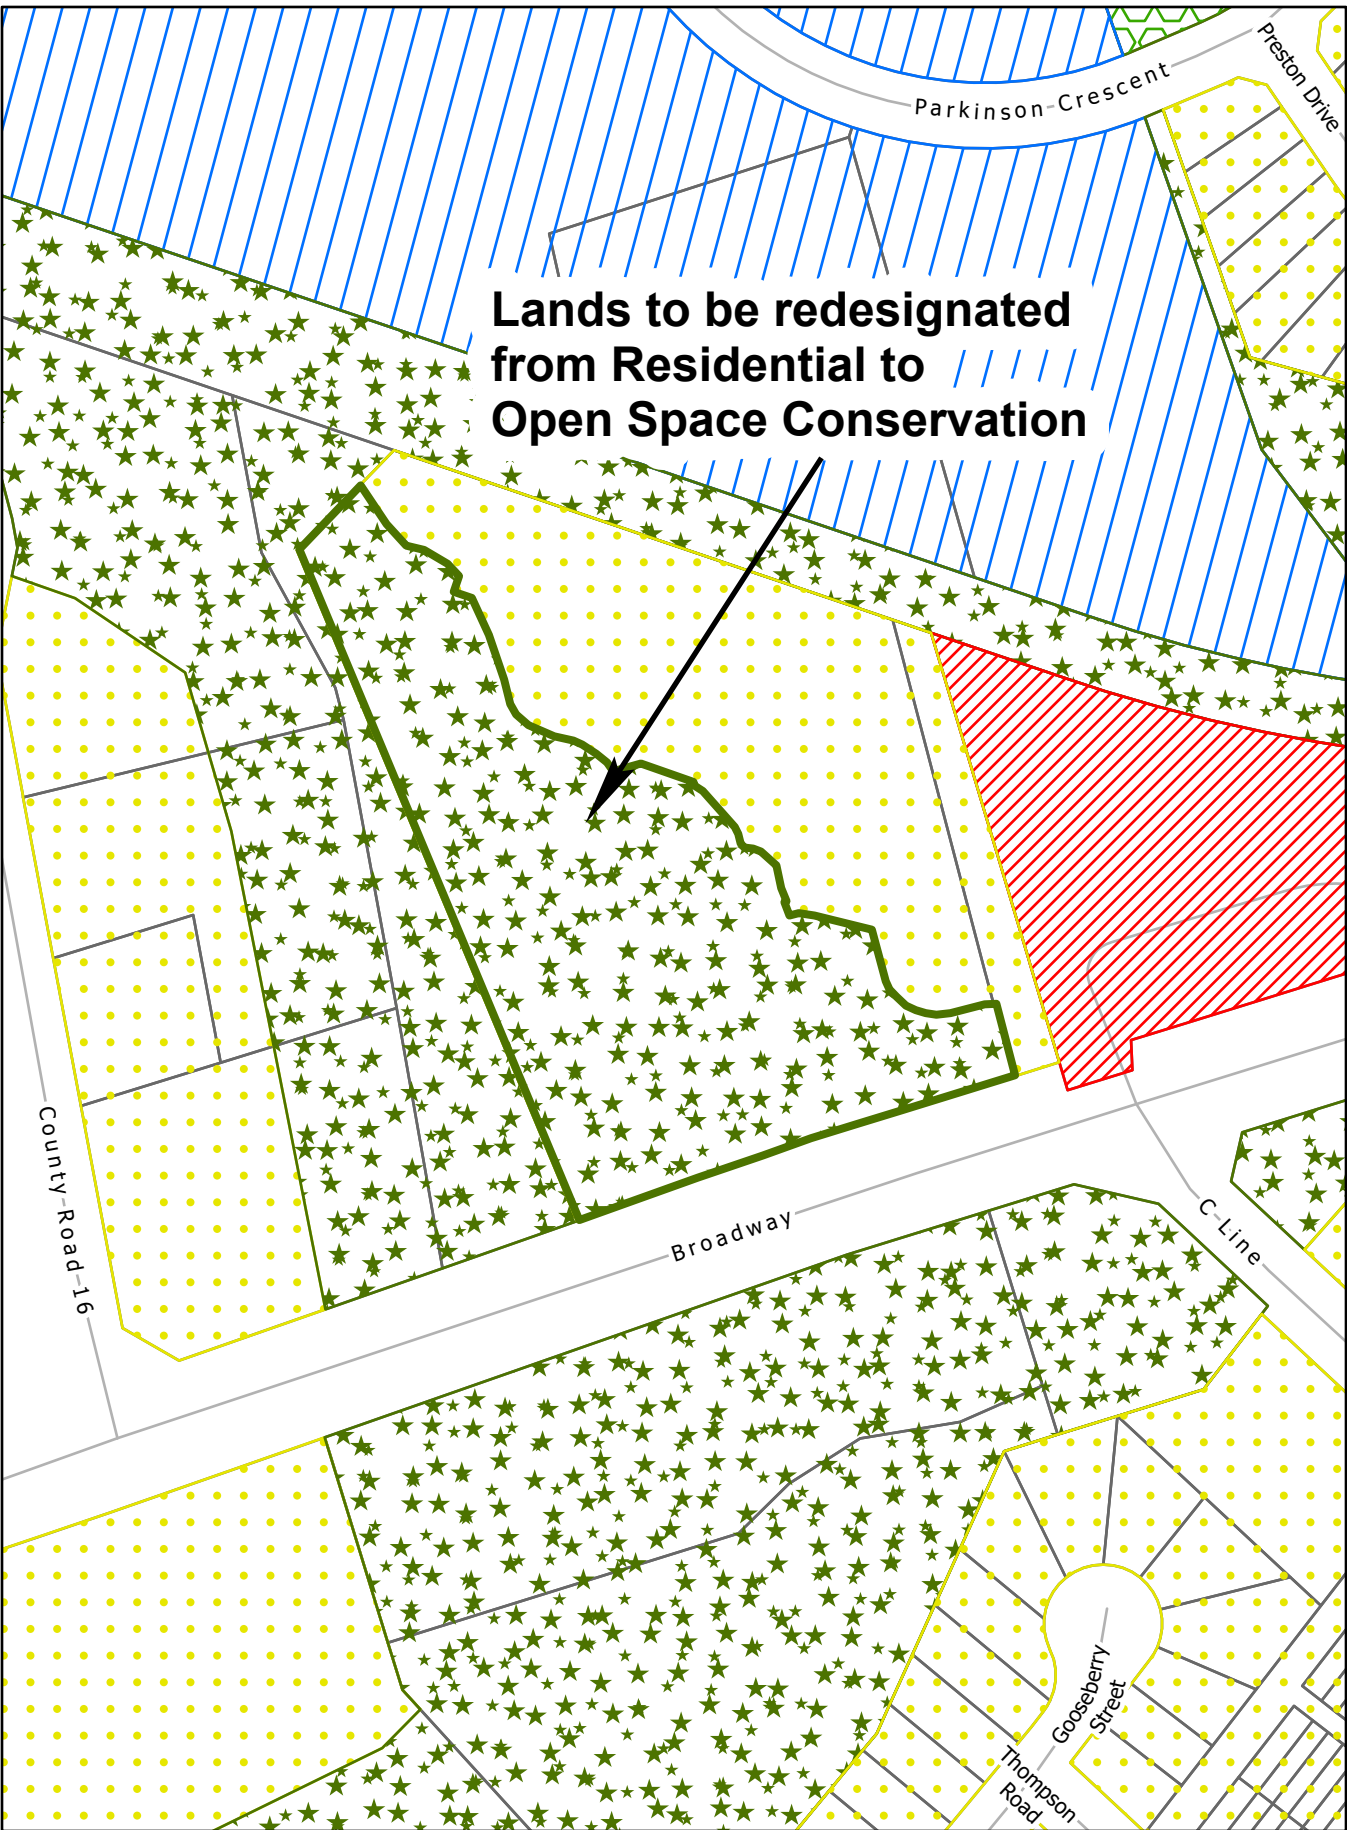 Parkinson Crescent
Preston Drive
Lands to be redesignated
from Residential to
Open Space Conservation
County Road 16
Broadway
C Line
Gooseberry
Street
Thompson
Road